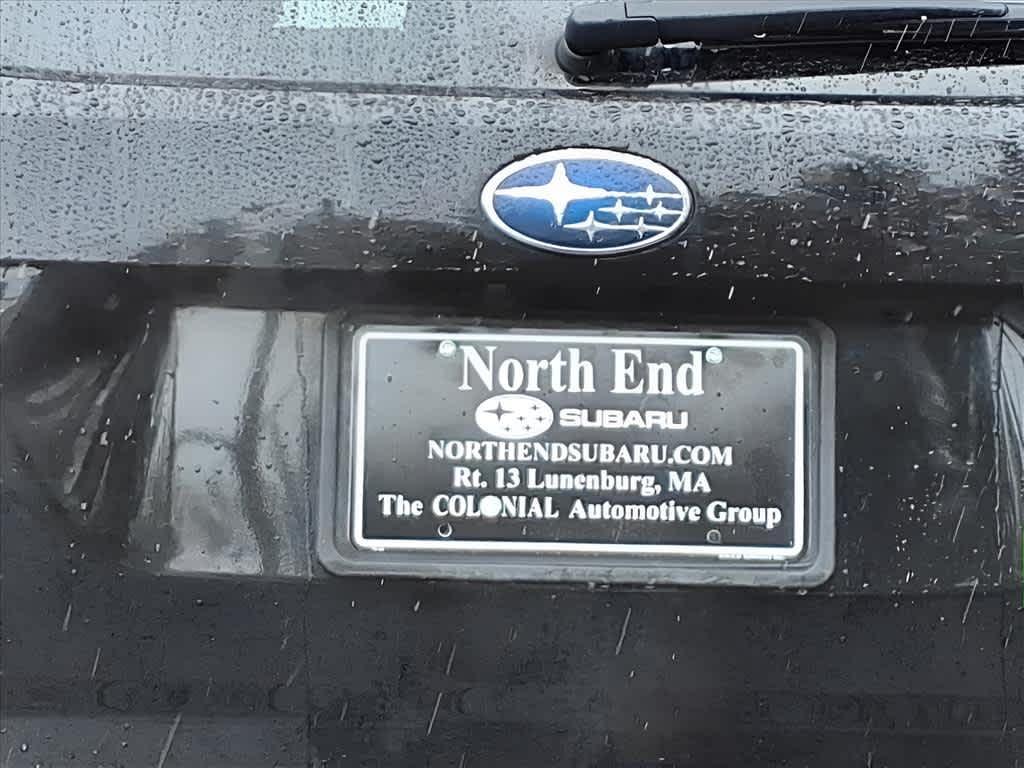 North End
SUBARU
NORTHENDSUBARU.COM
Rt. 13 Lunenburg, MA
The COLONIAL Automotive Group